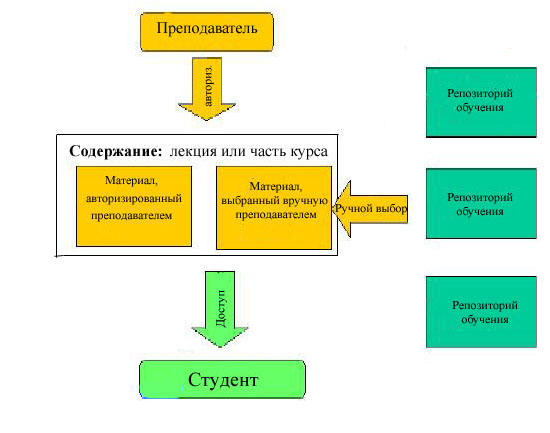 Преподаватель
авториз.
Содержание: лекция или часть курса
Материал,
авторизированный
преподавателем
Материал,
выбранный вручную
преподавателем
Ручной выбор
Репозиторий
обучения
Репозиторий
обучения
Репозиторий
обучения
Доступ
Студент